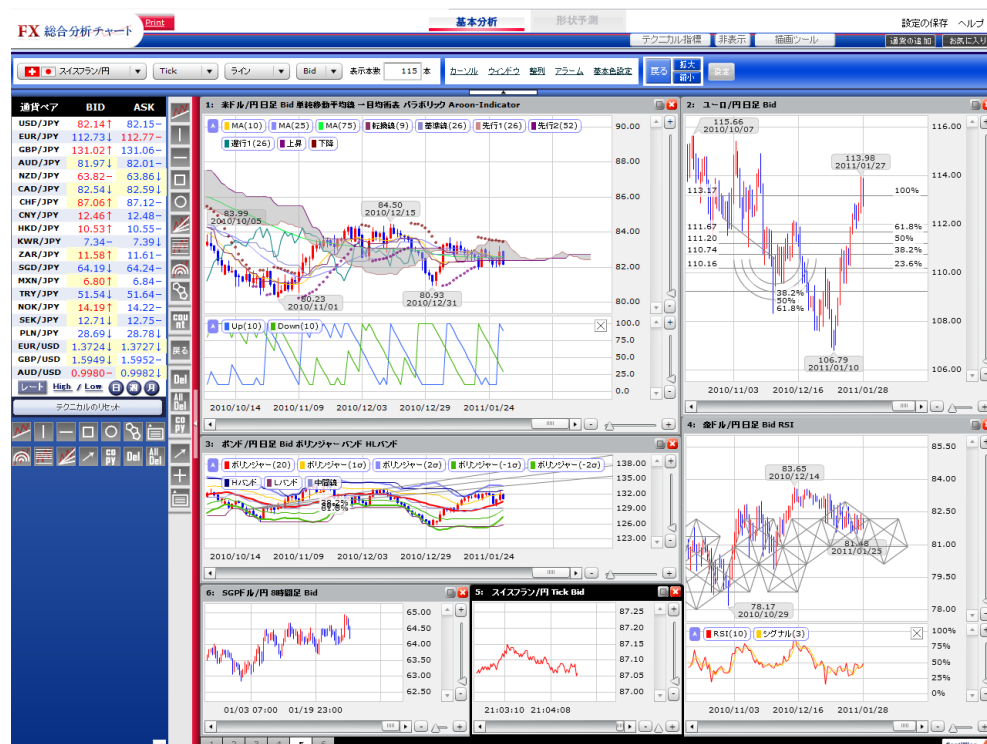 FX 総合分析チャート Print 基本分析 形状予測 設定の保存 ヘルプ
テクニカル指標 非表示 描画ツール 通貨の追加 お気に入り
スイスフラン/円 Tick ライン Bid 表示本数 115 本 カーソル ウィンドウ 整列 アラーム 基本色設定 戻る 拡大 縮小 設定
通貨ペア BID ASK
USD/JPY 82.14↑ 82.15−
EUR/JPY 112.73↓ 112.77−
GBP/JPY 131.02↑ 131.06−
AUD/JPY 81.97↓ 82.01−
NZD/JPY 63.82− 63.86↓
CAD/JPY 82.54↓ 82.59↓
CHF/JPY 87.06↑ 87.12−
CNY/JPY 12.46↑ 12.48−
HKD/JPY 10.53↑ 10.55−
KWR/JPY 7.34− 7.39↓
ZAR/JPY 11.58↑ 11.61−
SGD/JPY 64.19↓ 64.24−
MXN/JPY 6.80↑ 6.84−
TRY/JPY 51.54↓ 51.64−
NOK/JPY 14.19↑ 14.22−
SEK/JPY 12.71↓ 12.75−
PLN/JPY 28.69↓ 28.78↓
EUR/USD 1.3724↓ 1.3727↓
GBP/USD 1.5949↓ 1.5952−
AUD/USD 0.9980− 0.9982↓
レート High / Low 日 週 月
テクニカルのリセット
COPY Del All Del
Count
戻る
Del
All Del
COPY
1: 米ドル/円 日足 Bid 単純移動平均線 一目均衡表 パラボリック Aroon-Indicator
MA(10) MA(25) MA(75) 転換線(9) 基準線(26) 先行1(26) 先行2(52)
遅行1(26) 上昇 下降
90.00
88.00
86.00
84.00
82.00
80.00
83.99
2010/10/05
84.50
2010/12/15
80.23
2010/11/01
80.93
2010/12/31
Up(10) Down(10)
100.0
75.0
50.0
25.0
0.0
2010/10/14 2010/11/09 2010/12/03 2010/12/29 2011/01/24
2: ユーロ/円 日足 Bid
115.66
2010/10/07
113.98
2011/01/27
106.79
2011/01/10
113.17 100%
111.67 61.8%
111.20 50%
110.74 38.2%
110.16 23.6%
38.2%
50%
61.8%
116.00
114.00
112.00
110.00
108.00
106.00
2010/11/03 2010/12/16 2011/01/28
3: ポンド/円 日足 Bid ボリンジャーバンド HLバンド
ボリンジャー(20) ボリンジャー(1σ) ボリンジャー(2σ) ボリンジャー(-1σ) ボリンジャー(-2σ)
Hバンド Lバンド 中間線
138.00
135.00
132.00
129.00
126.00
123.00
38.2%
61.8%
2010/10/14 2010/11/09 2010/12/03 2010/12/29 2011/01/24
4: 豪ドル/円 日足 Bid RSI
83.65
2010/12/14
81.48
2011/01/25
78.17
2010/10/29
85.50
84.00
82.50
81.00
79.50
78.00
RSI(10) シグナル(3)
100%
75%
50%
25%
0%
2010/11/03 2010/12/16 2011/01/28
6: SGPドル/円 8時間足 Bid
65.00
64.50
64.00
63.50
63.00
62.50
01/03 07:00 01/19 23:00
5: スイスフラン/円 Tick Bid
87.25
87.20
87.15
87.10
87.05
87.00
21:03:10 21:04:08
1 2 3 4 5 6